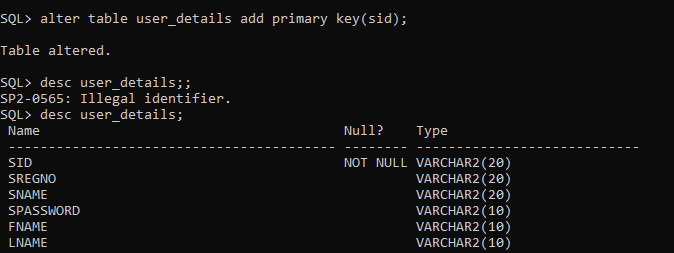 SQL> alter table user_details add primary key(sid);
Table altered.
SQL> desc user_details;;
SP2-0565: Illegal identifier.
SQL> desc user_details;
 Name                                      Null?    Type
 ----------------------------------------- -------- ----------------------------
 SID                                       NOT NULL VARCHAR2(20)
 SREGNO                                             VARCHAR2(20)
 SNAME                                              VARCHAR2(20)
 SPASSWORD                                          VARCHAR2(10)
 FNAME                                              VARCHAR2(10)
 LNAME                                              VARCHAR2(10)